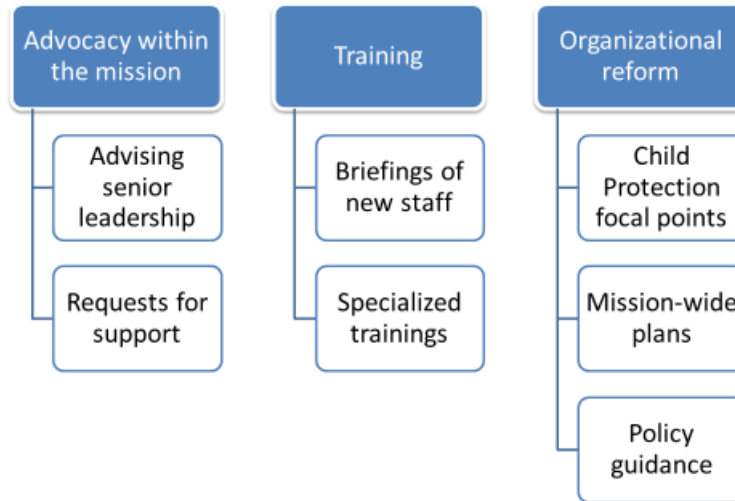 Advocacy within
the mission
Advising
senior
leadership
Requests for
support
Training
Briefings of
new staff
Specialized
trainings
Organizational
reform
Child
Protection
focal points
Mission-wide
plans
Policy
guidance